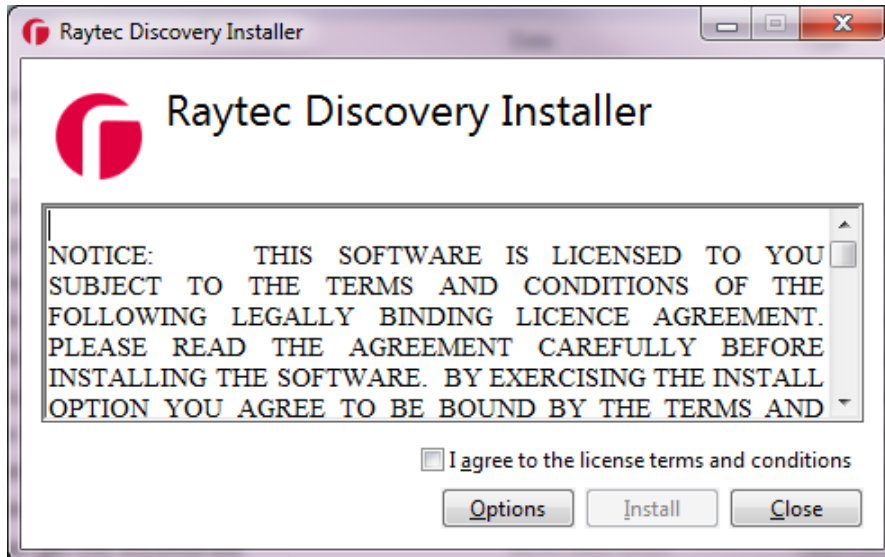 Raytec Discovery Installer
Raytec Discovery Installer
NOTICE: THIS SOFTWARE IS LICENSED TO YOU
SUBJECT TO THE TERMS AND CONDITIONS OF THE
FOLLOWING LEGALLY BINDING LICENCE AGREEMENT.
PLEASE READ THE AGREEMENT CAREFULLY BEFORE
INSTALLING THE SOFTWARE. BY EXERCISING THE INSTALL
OPTION YOU AGREE TO BE BOUND BY THE TERMS AND
I agree to the license terms and conditions
Options Install Close